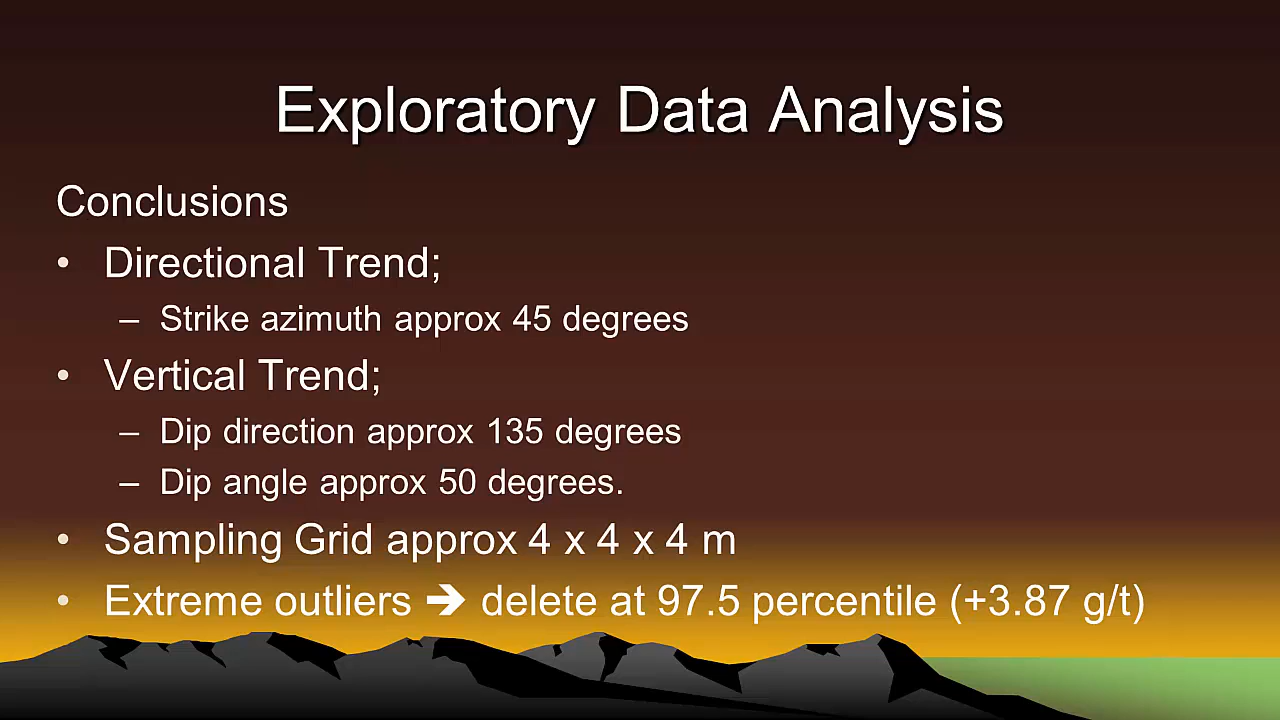 Exploratory Data Analysis
Conclusions
• Directional Trend;
– Strike azimuth approx 45 degrees
• Vertical Trend;
– Dip direction approx 135 degrees
– Dip angle approx 50 degrees.
• Sampling Grid approx 4 x 4 x 4 m
• Extreme outliers ➔ delete at 97.5 percentile (+3.87 g/t)